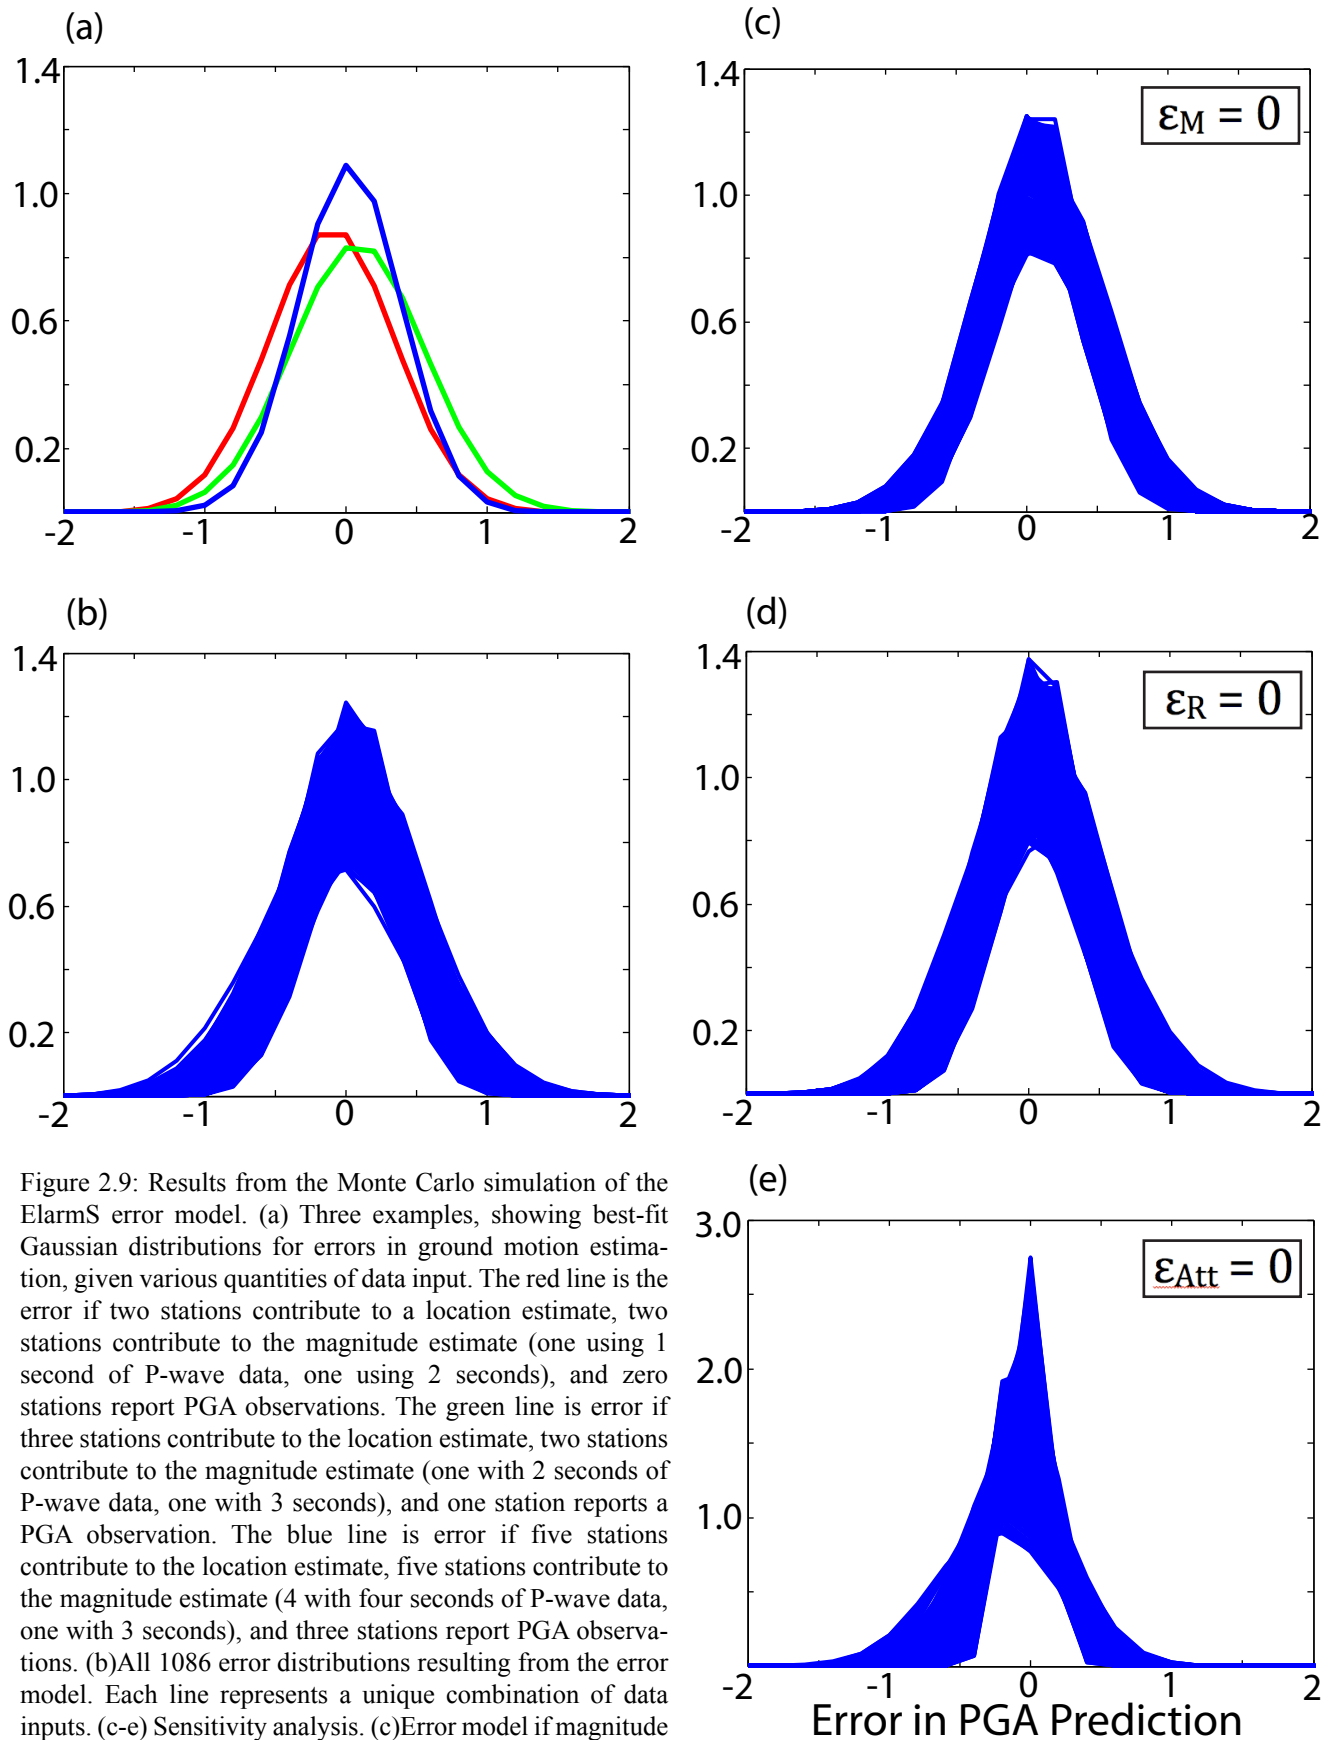 (a)
1.4
1.0
0.6
0.2
-2
-1
0
1
2
(b)
1.4
1.0
0.6
0.2
-2
-1
0
1
2
(c)
1.4
1.0
0.6
0.2
εM = 0
-2
-1
0
1
2
(d)
1.4
1.0
0.6
0.2
εR = 0
-2
-1
0
1
2
(e)
3.0
2.0
1.0
εAtt = 0
-2
-1
0
1
2
Error in PGA Prediction
Figure 2.9: Results from the Monte Carlo simulation of the
ElarmS error model. (a) Three examples, showing best-fit
Gaussian distributions for errors in ground motion estima-
tion, given various quantities of data input. The red line is the
error if two stations contribute to a location estimate, two
stations contribute to the magnitude estimate (one using 1
second of P-wave data, one using 2 seconds), and zero
stations report PGA observations. The green line is error if
three stations contribute to the location estimate, two stations
contribute to the magnitude estimate (one with 2 seconds of
P-wave data, one with 3 seconds), and one station reports a
PGA observation. The blue line is error if five stations
contribute to the location estimate, five stations contribute to
the magnitude estimate (4 with four seconds of P-wave data,
one with 3 seconds), and three stations report PGA observa-
tions. (b)All 1086 error distributions resulting from the error
model. Each line represents a unique combination of data
inputs. (c-e) Sensitivity analysis. (c)Error model if magnitude